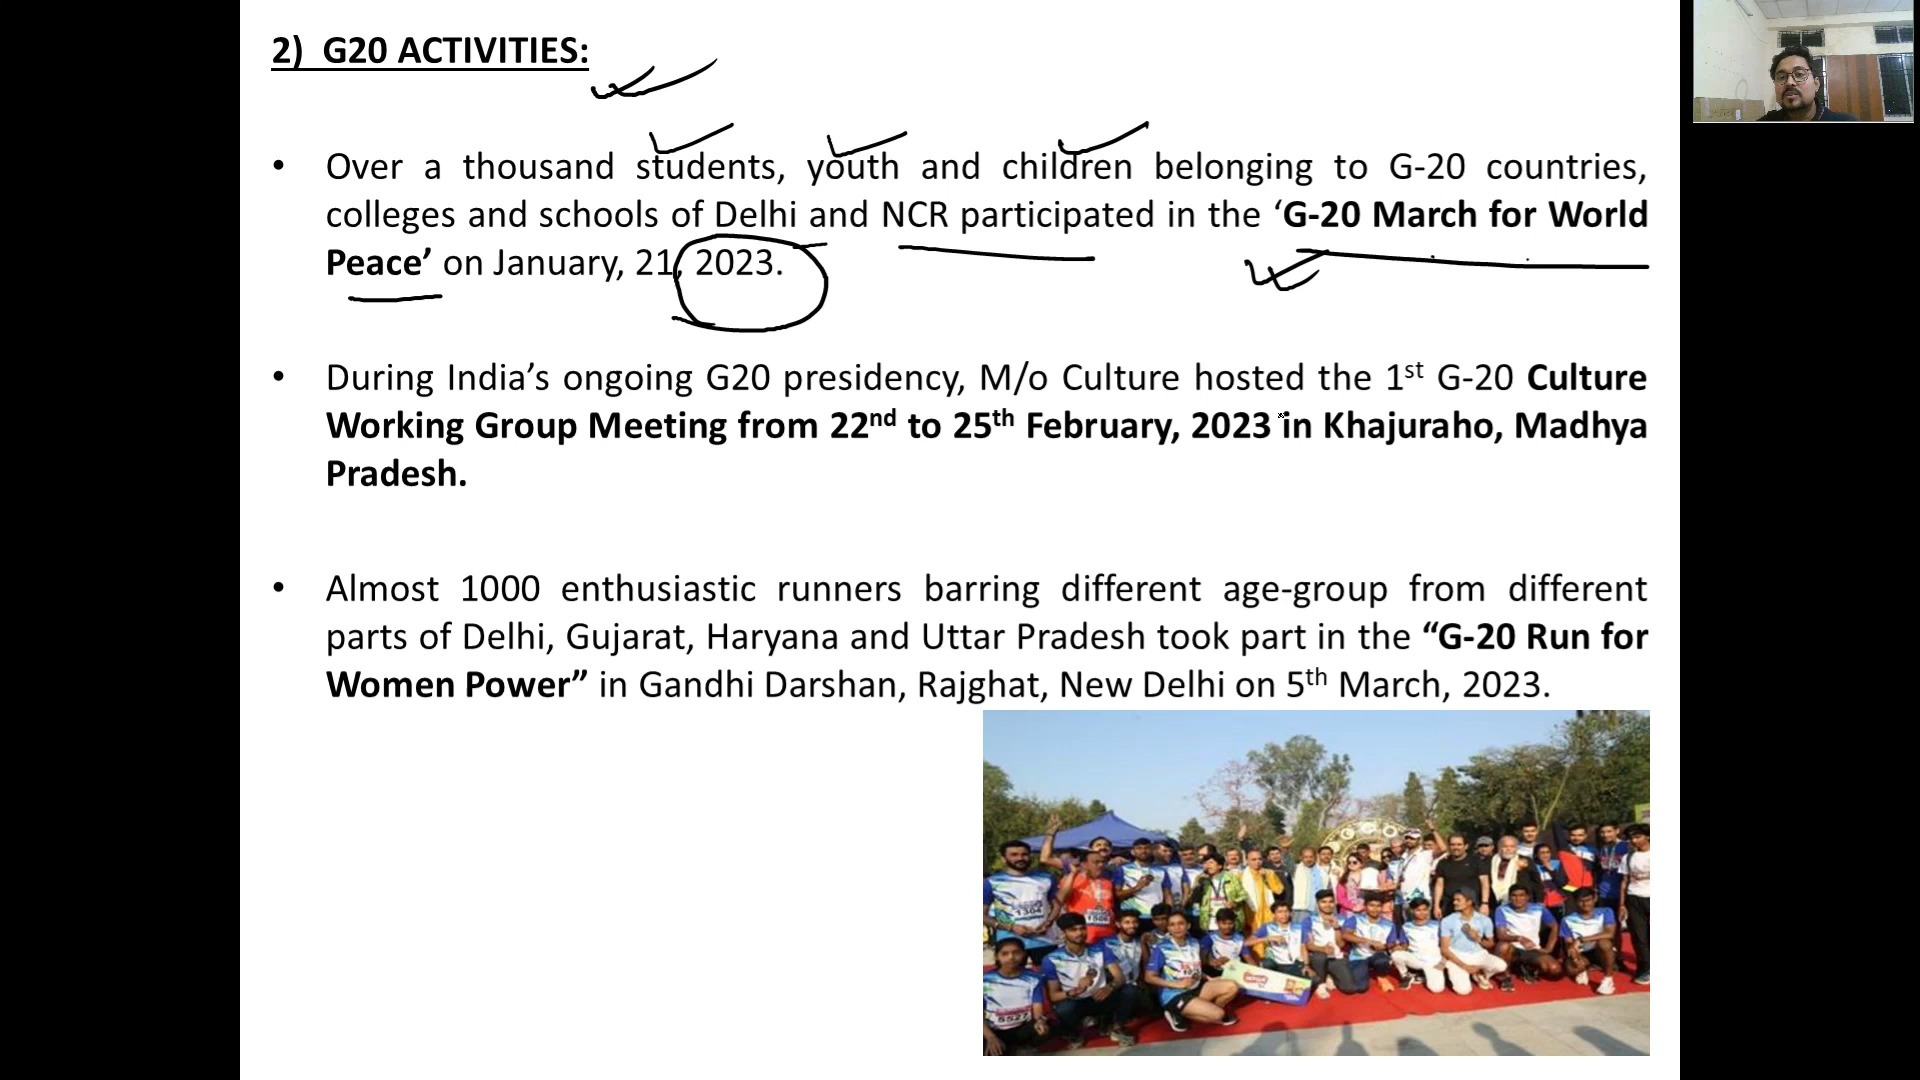 2) G20 ACTIVITIES:
• Over a thousand students, youth and children belonging to G-20 countries,
colleges and schools of Delhi and NCR participated in the ‘G-20 March for World
Peace’ on January, 21, 2023.
• During India’s ongoing G20 presidency, M/o Culture hosted the 1st G-20 Culture
Working Group Meeting from 22nd to 25th February, 2023 in Khajuraho, Madhya
Pradesh.
• Almost 1000 enthusiastic runners barring different age-group from different
parts of Delhi, Gujarat, Haryana and Uttar Pradesh took part in the “G-20 Run for
Women Power” in Gandhi Darshan, Rajghat, New Delhi on 5th March, 2023.
1304
5527